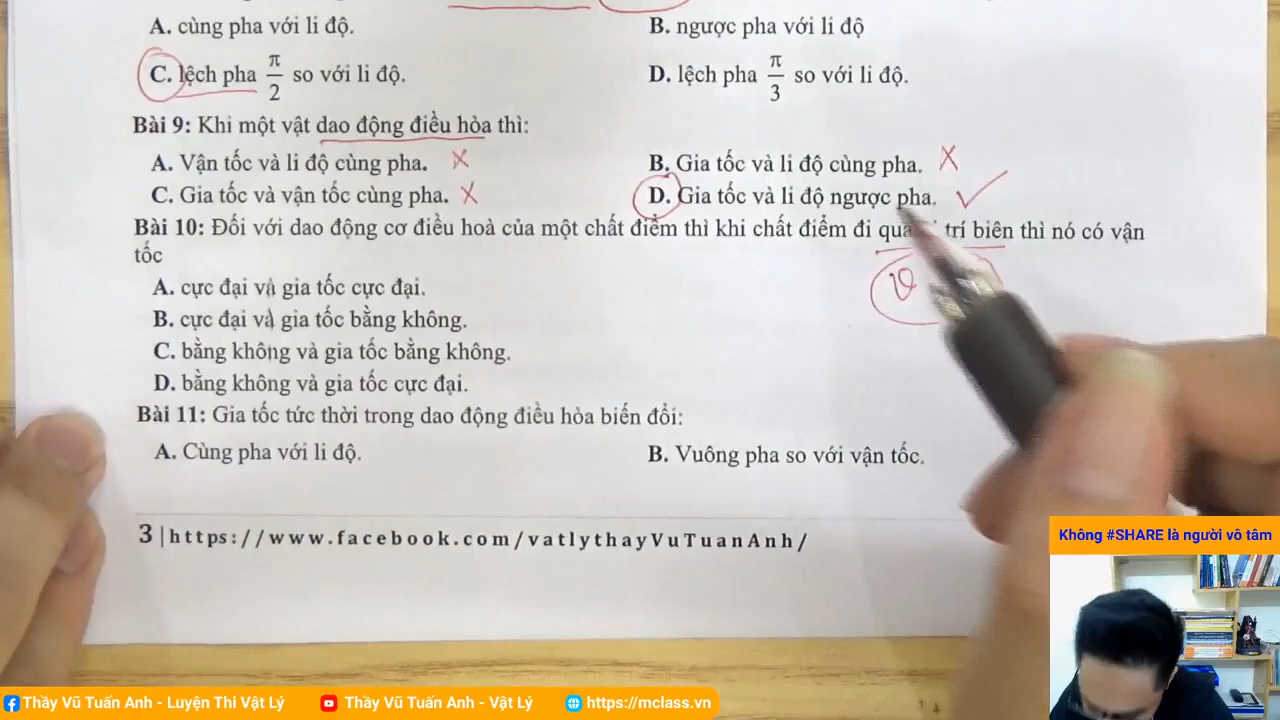 A. cùng pha với li độ.
B. ngược pha với li độ
C. lệch pha π/2 so với li độ.
D. lệch pha π/3 so với li độ.
Bài 9: Khi một vật dao động điều hòa thì:
A. Vận tốc và li độ cùng pha. X
B. Gia tốc và li độ cùng pha. X
C. Gia tốc và vận tốc cùng pha. X
D. Gia tốc và li độ ngược pha. ✓
Bài 10: Đối với dao động cơ điều hoà của một chất điểm thì khi chất điểm đi qua trí biên thì nó có vận
tốc
v
A. cực đại và gia tốc cực đại.
B. cực đại và gia tốc bằng không.
C. bằng không và gia tốc bằng không.
D. bằng không và gia tốc cực đại.
Bài 11: Gia tốc tức thời trong dao động điều hòa biến đổi:
A. Cùng pha với li độ.
B. Vuông pha so với vận tốc.
3 | https://www.facebook.com/vatlythayVuTuanAnh/
Không #SHARE là người vô tâm
Thầy Vũ Tuấn Anh - Luyện Thi Vật Lý
Thầy Vũ Tuấn Anh - Vật Lý
https://mclass.vn